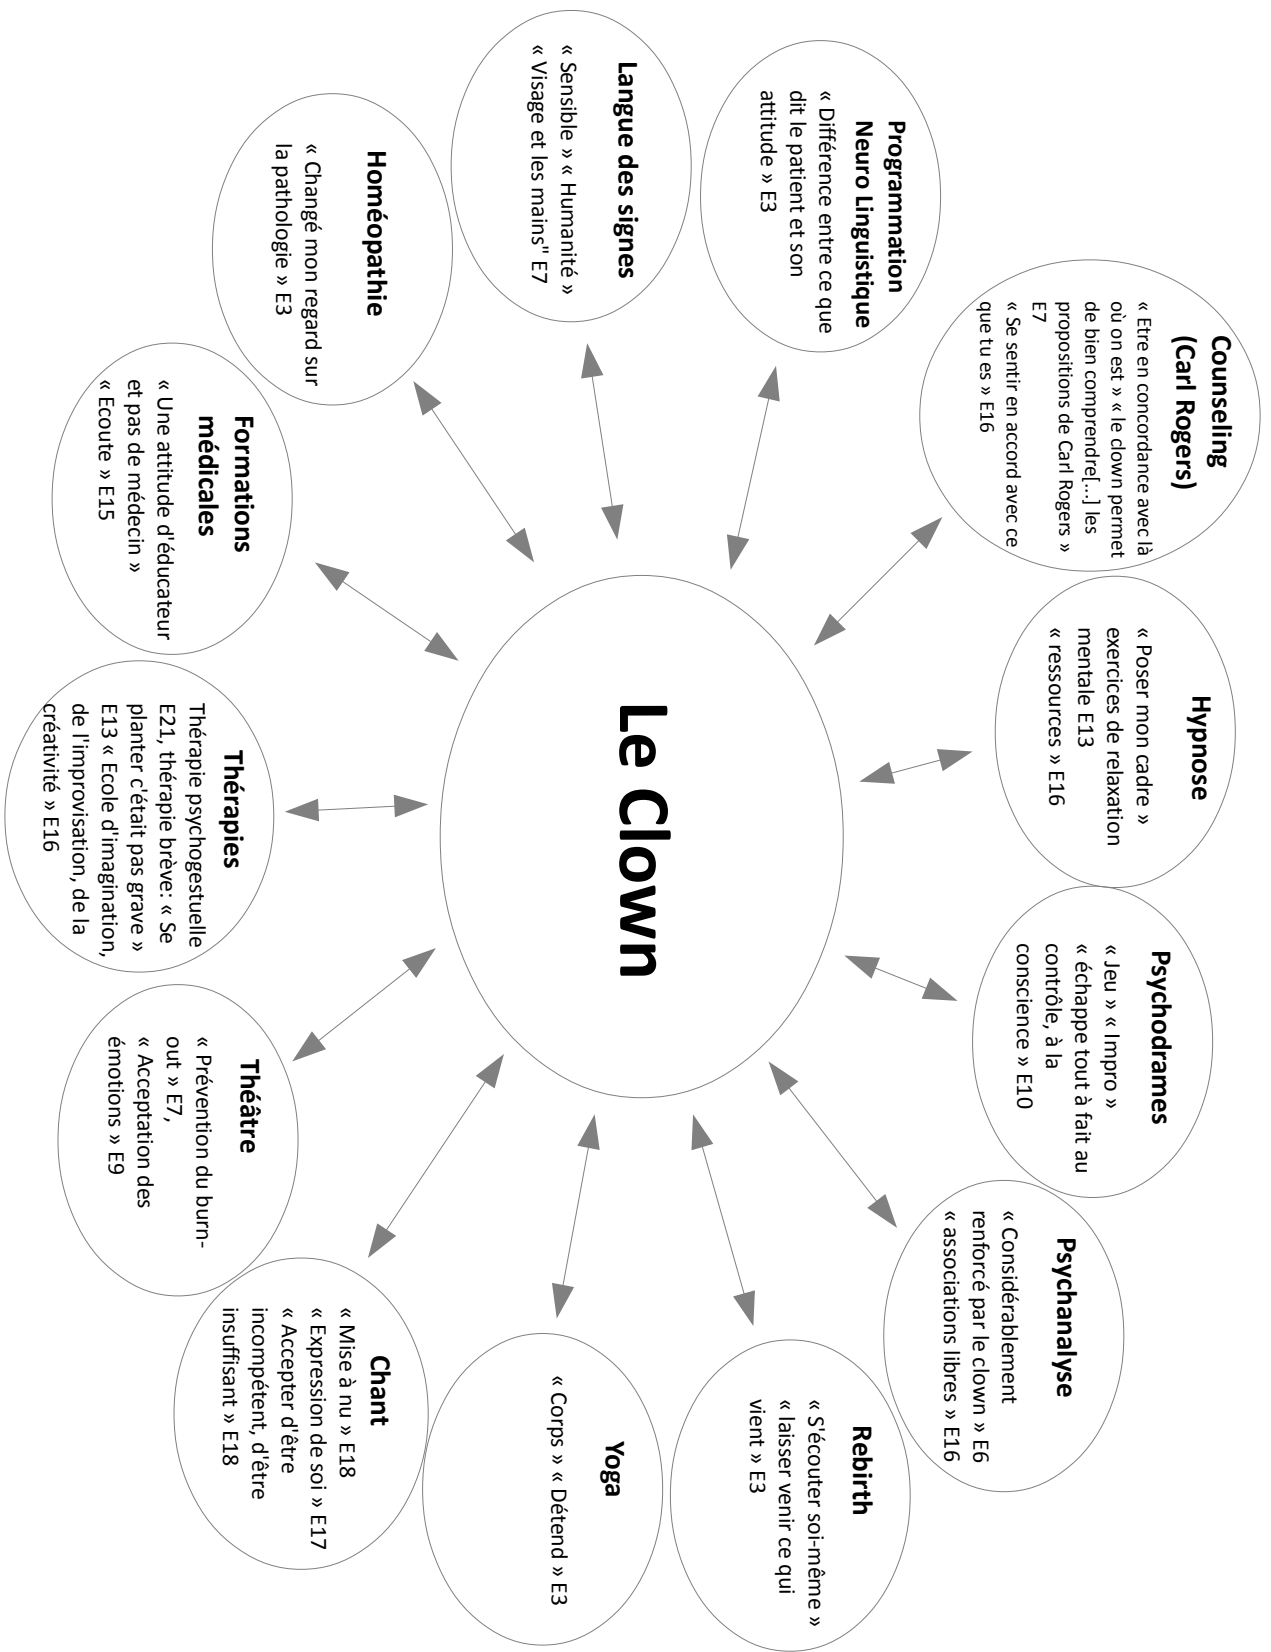 Programmation
Neuro Linguistique
« Différence entre ce que
dit le patient et son
attitude » E3
Counseling
(Carl Rogers)
« Etre en concordance avec là
où on est » « le clown permet
de bien comprendre[...] les
propositions de Carl Rogers »
E7
« Se sentir en accord avec ce
que tu es » E16
Hypnose
« Poser mon cadre »
exercices de relaxation
mentale E13
« ressources » E16
Psychodrames
« Jeu » « Impro »
« échappe tout à fait au
contrôle, à la
conscience » E10
Psychanalyse
« Considérablement
renforcé par le clown » E6
« associations libres » E16
Rebirth
« S'écouter soi-même »
« laisser venir ce qui
vient » E3
Langue des signes
« Sensible » « Humanité »
« Visage et les mains" E7
Le Clown
Yoga
« Corps » « Détend » E3
Homéopathie
« Changé mon regard sur
la pathologie » E3
Formations
médicales
« Une attitude d'éducateur
et pas de médecin »
« Ecoute » E15
Thérapies
Thérapie psychogestuelle
E21, thérapie brève: « Se
planter c'était pas grave »
E13 « Ecole d'imagination,
de l'improvisation, de la
créativité » E16
Théâtre
« Prévention du burn-
out » E7,
« Acceptation des
émotions » E9
Chant
« Mise à nu » E18
« Expression de soi » E17
« Accepter d'être
incompétent, d'être
insuffisant » E18